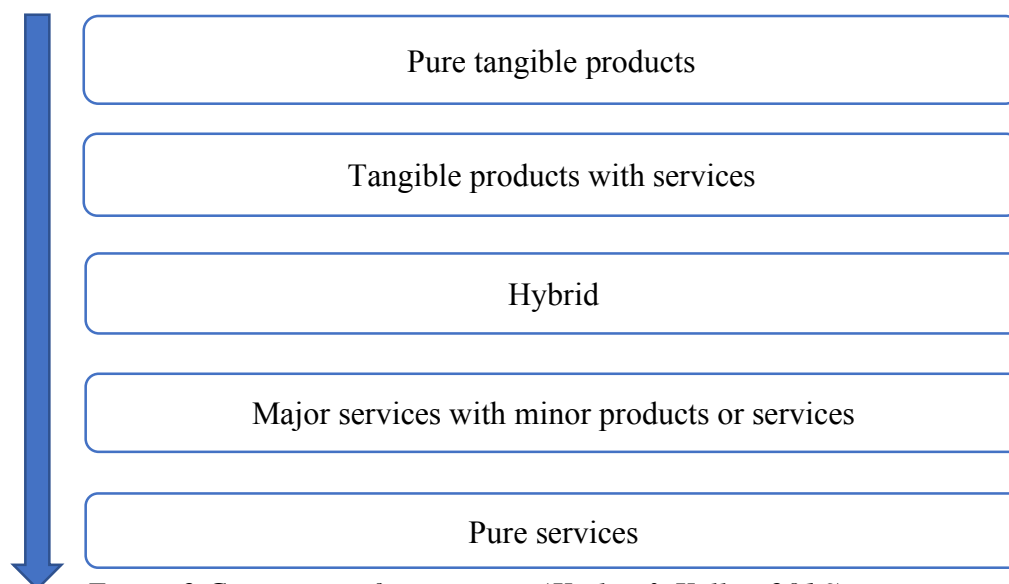 Pure tangible products
Tangible products with services
Hybrid
Major services with minor products or services
Pure services